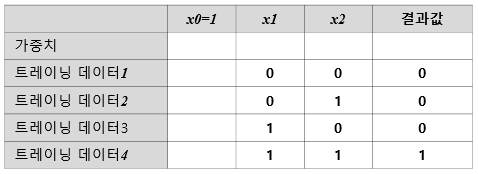 x0=1 x1 x2 결과값
가중치
트레이닝 데이터1 0 0 0
트레이닝 데이터2 0 1 0
트레이닝 데이터3 1 0 0
트레이닝 데이터4 1 1 1